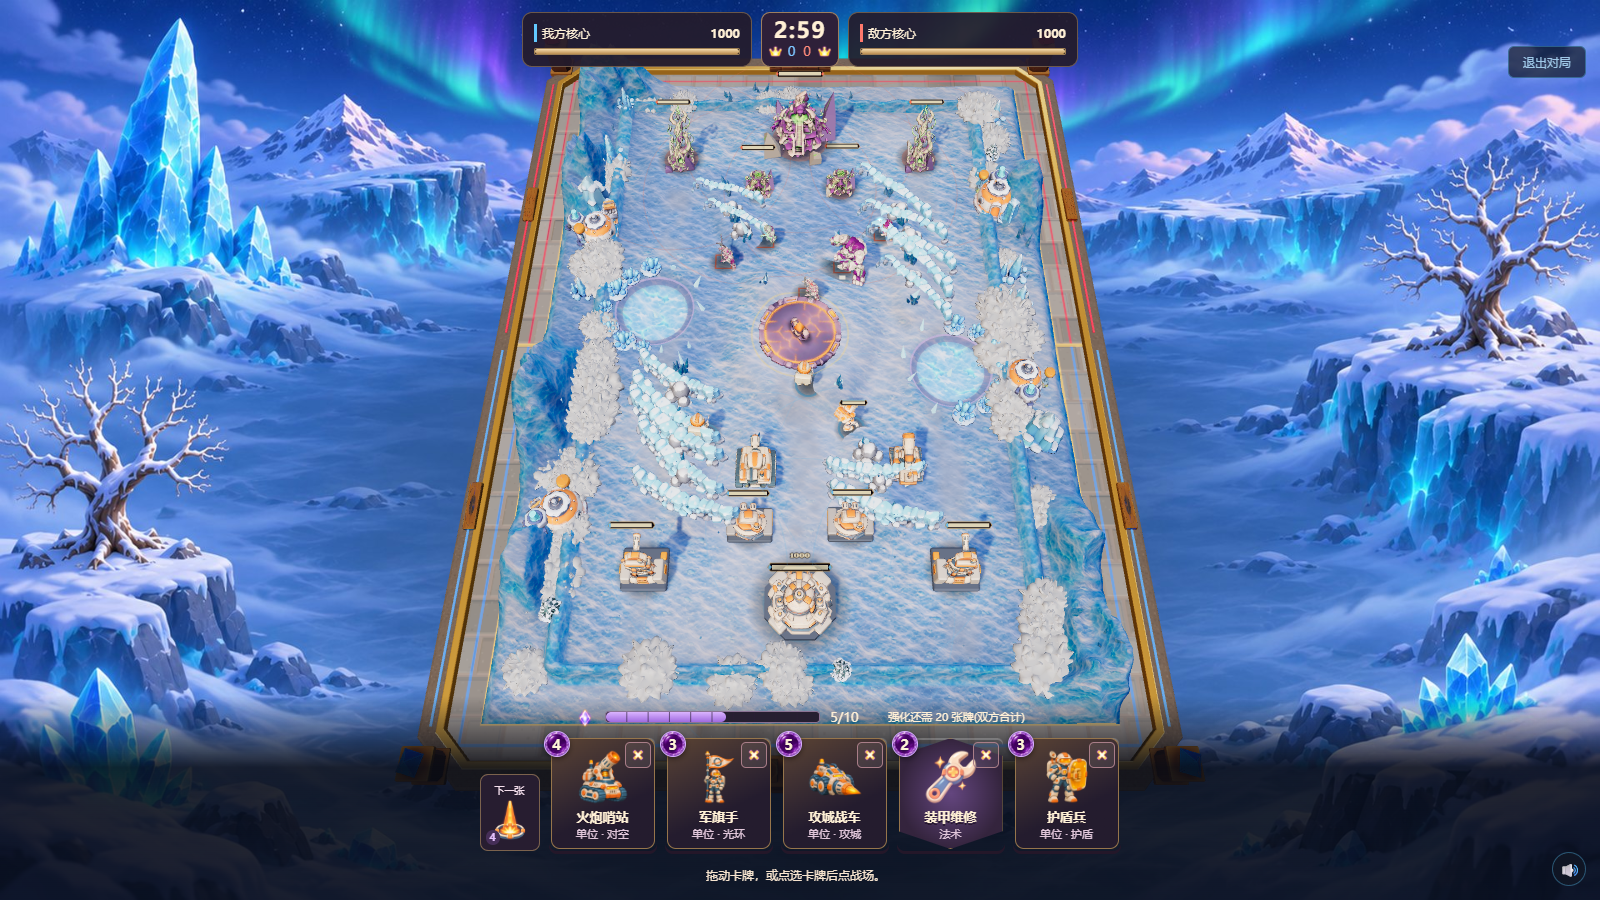 我方核心 1000
2:59
0 0
敌方核心 1000
退出对局
1000
5/10 强化还需 20 张牌(双方合计)
下一张
4
4
火炮哨站
单位 · 对空
3
军旗手
单位 · 光环
5
攻城战车
单位 · 攻城
2
装甲维修
法术
3
护盾兵
单位 · 护盾
拖动卡牌，或点选卡牌后点战场。